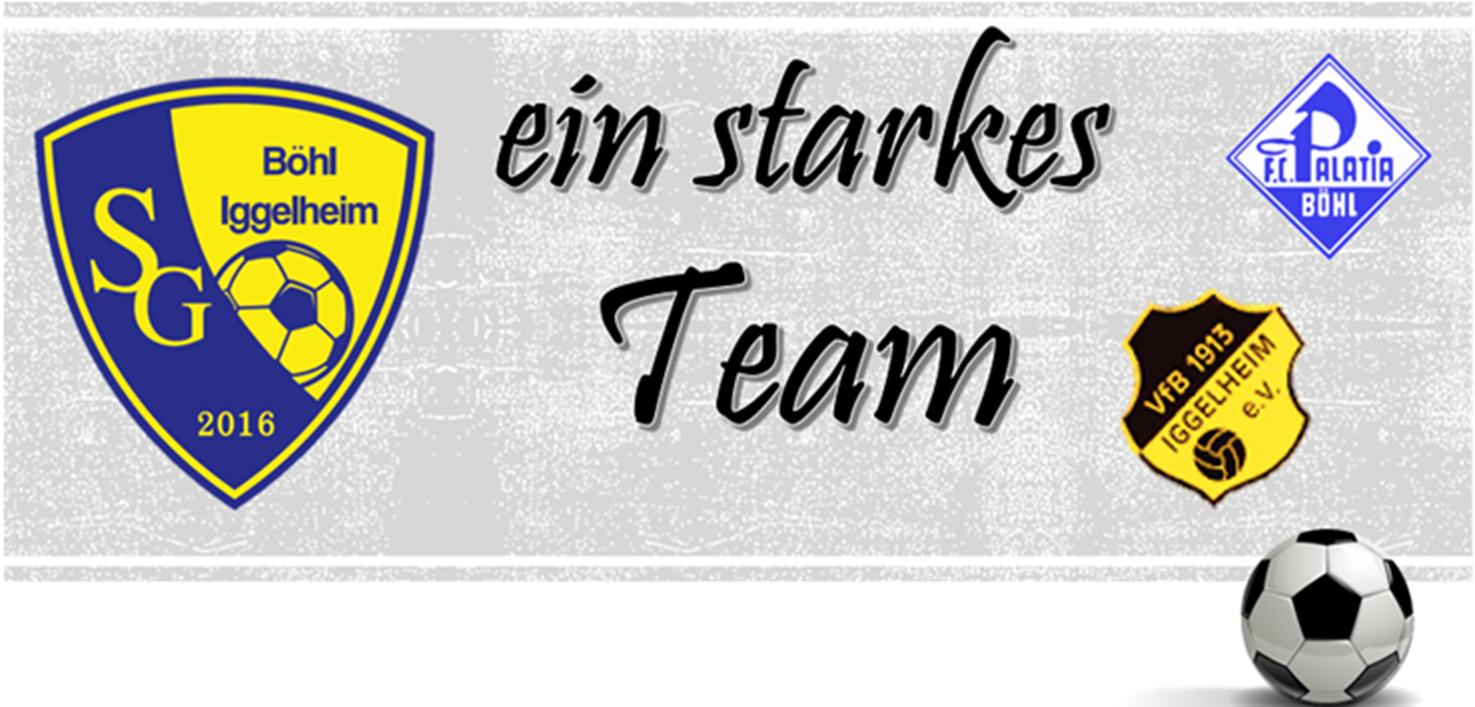 Böhl
Iggelheim
SG
2016
ein starkes
Team
F.C. PALATIA
BÖHL
VfB 1913
IGGELHEIM
e.V.